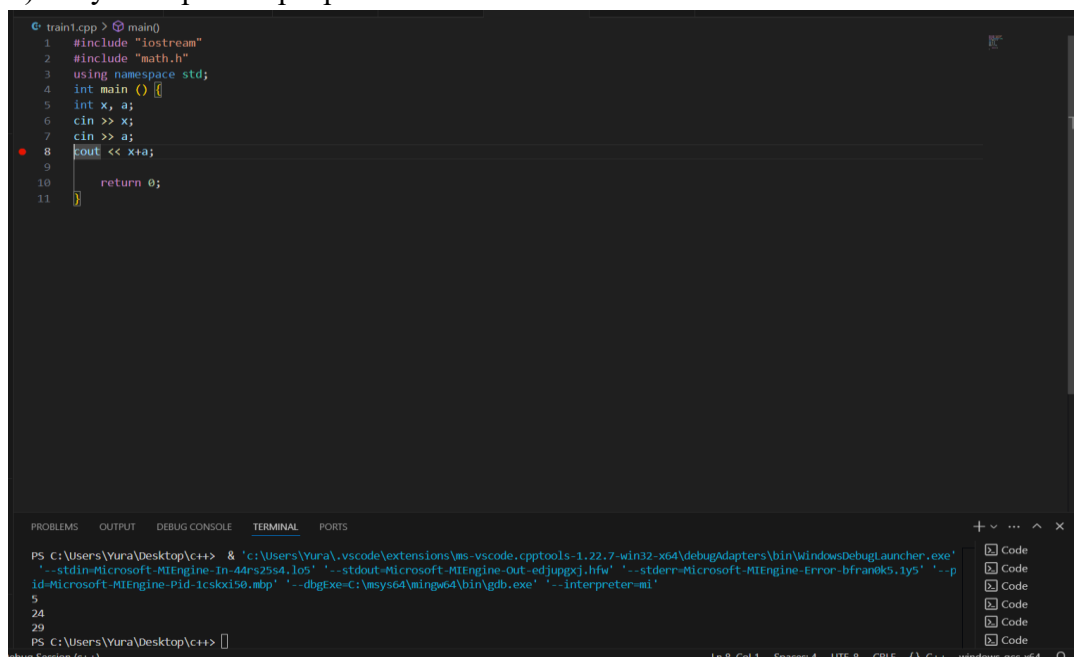 train1.cpp > main()
1 #include "iostream"
2 #include "math.h"
3 using namespace std;
4 int main () {
5 int x, a;
6 cin >> x;
7 cin >> a;
8 cout << x+a;
9
10 return 0;
11 }
PROBLEMS OUTPUT DEBUG CONSOLE TERMINAL PORTS
PS C:\Users\Yura\Desktop\c++> & 'c:\Users\Yura\.vscode\extensions\ms-vscode.cpptools-1.22.7-win32-x64\debugAdapters\bin\WindowsDebugLauncher.exe'
'--stdin=Microsoft-MIEngine-In-44rs25s4.lo5' '--stdout=Microsoft-MIEngine-Out-edjupgxj.hfw' '--stderr=Microsoft-MIEngine-Error-bfran0k5.1y5' '--p
id=Microsoft-MIEngine-Pid-1cskxi50.mbp' '--dbgExe=C:\msys64\mingw64\bin\gdb.exe' '--interpreter=mi'
5
24
29
PS C:\Users\Yura\Desktop\c++>
Code
Code
Code
Code
Code
Code